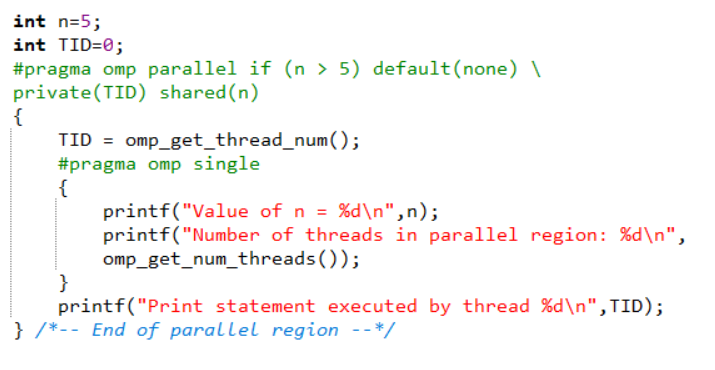 int n=5;
int TID=0;
#pragma omp parallel if (n > 5) default(none) \
private(TID) shared(n)
{
    TID = omp_get_thread_num();
    #pragma omp single
    {
        printf("Value of n = %d\n",n);
        printf("Number of threads in parallel region: %d\n",
        omp_get_num_threads());
    }
    printf("Print statement executed by thread %d\n",TID);
} /*-- End of parallel region --*/